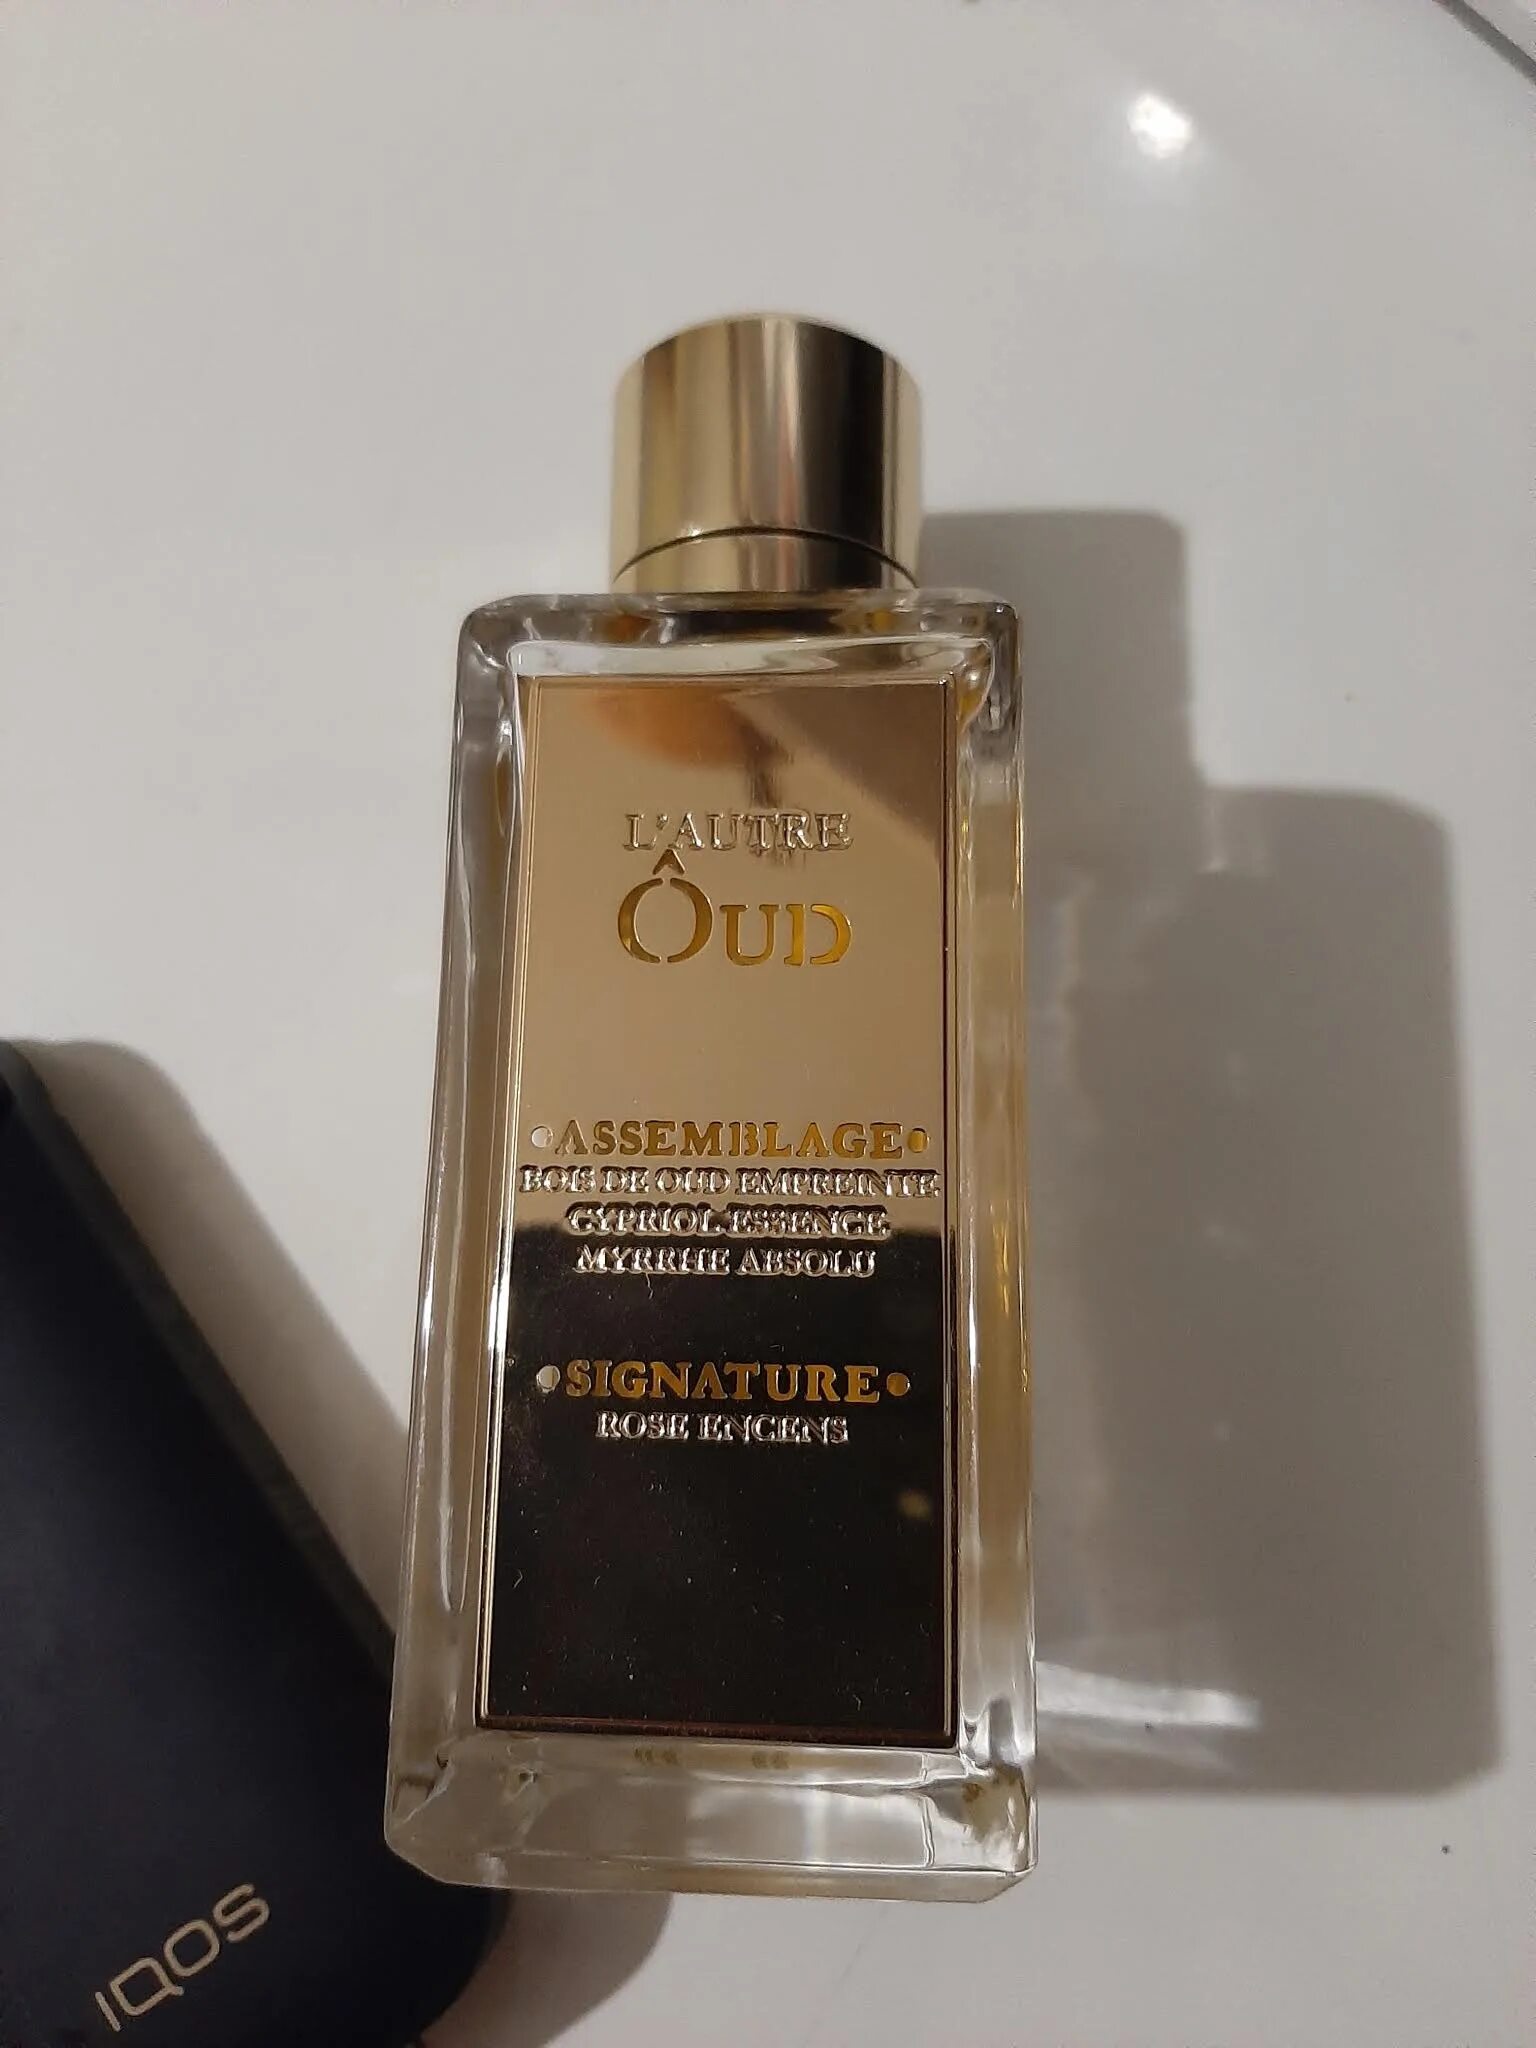 L'AUTRE
ÔUD
•ASSEMBLAGE•
BOIS DE OUD EMPREINTE
CYPRIOL ESSENCE
MYRRHE ABSOLU
•SIGNATURE•
ROSE ENCENS
IQOS